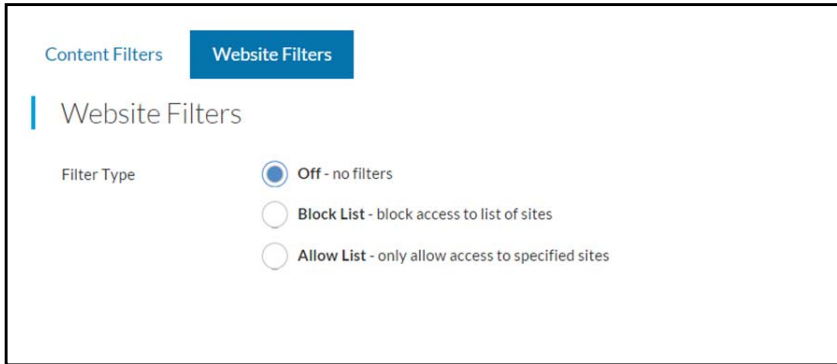 Content Filters Website Filters
Website Filters
Filter Type Off - no filters
Block List - block access to list of sites
Allow List - only allow access to specified sites